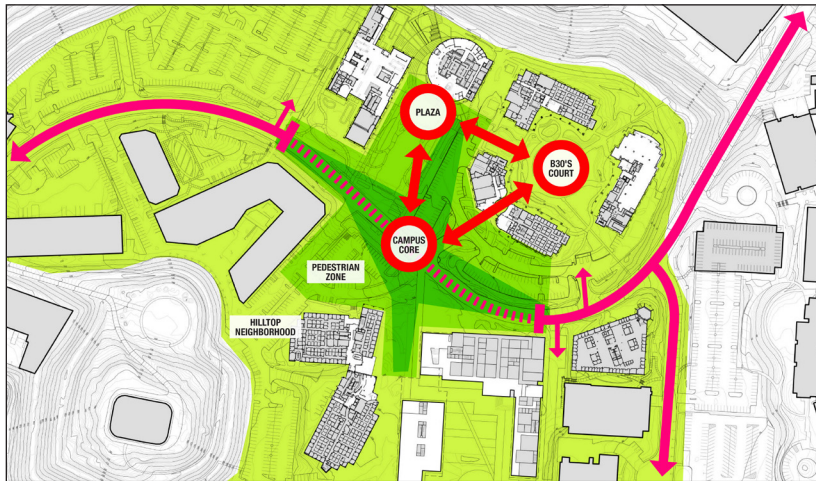 PLAZA
B30'S
COURT
CAMPUS
CORE
PEDESTRIAN
ZONE
HILLTOP
NEIGHBORHOOD